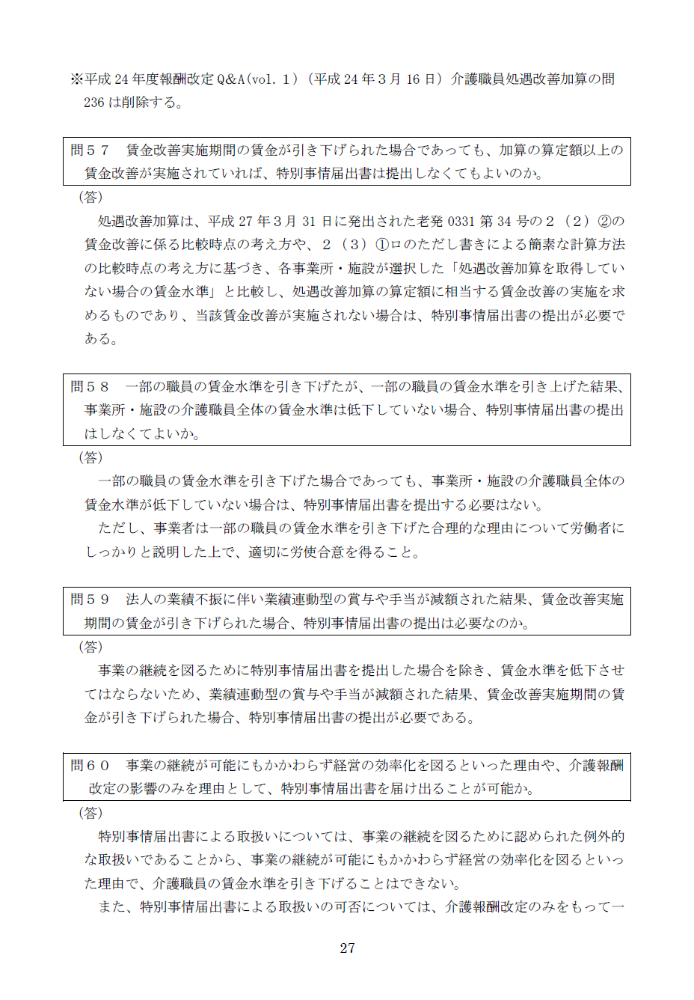 ※平成 24 年度報酬改定 Q&A(vol.１)（平成 24 年３月 16 日）介護職員処遇改善加算の問
236 は削除する。
問５７　賃金改善実施期間の賃金が引き下げられた場合であっても、加算の算定額以上の
賃金改善が実施されていれば、特別事情届出書は提出しなくてもよいのか。
（答）
処遇改善加算は、平成 27 年３月 31 日に発出された老発 0331 第 34 号の２（２）②の
賃金改善に係る比較時点の考え方や、２（３）①ロのただし書きによる簡素な計算方法
の比較時点の考え方に基づき、各事業所・施設が選択した「処遇改善加算を取得してい
ない場合の賃金水準」と比較し、処遇改善加算の算定額に相当する賃金改善の実施を求
めるものであり、当該賃金改善が実施されない場合は、特別事情届出書の提出が必要で
ある。
問５８　一部の職員の賃金水準を引き下げたが、一部の職員の賃金水準を引き上げた結果、
事業所・施設の介護職員全体の賃金水準は低下していない場合、特別事情届出書の提出
はしなくてよいか。
（答）
一部の職員の賃金水準を引き下げた場合であっても、事業所・施設の介護職員全体の
賃金水準が低下していない場合は、特別事情届出書を提出する必要はない。
ただし、事業者は一部の職員の賃金水準を引き下げた合理的な理由について労働者に
しっかりと説明した上で、適切に労使合意を得ること。
問５９　法人の業績不振に伴い業績連動型の賞与や手当が減額された結果、賃金改善実施
期間の賃金が引き下げられた場合、特別事情届出書の提出は必要なのか。
（答）
事業の継続を図るために特別事情届出書を提出した場合を除き、賃金水準を低下させ
てはならないため、業績連動型の賞与や手当が減額された結果、賃金改善実施期間の賃
金が引き下げられた場合、特別事情届出書の提出が必要である。
問６０　事業の継続が可能にもかかわらず経営の効率化を図るといった理由や、介護報酬
改定の影響のみを理由として、特別事情届出書を届け出ることが可能か。
（答）
特別事情届出書による取扱いについては、事業の継続を図るために認められた例外的
な取扱いであることから、事業の継続が可能にもかかわらず経営の効率化を図るといっ
た理由で、介護職員の賃金水準を引き下げることはできない。
また、特別事情届出書による取扱いの可否については、介護報酬改定のみをもって一
27